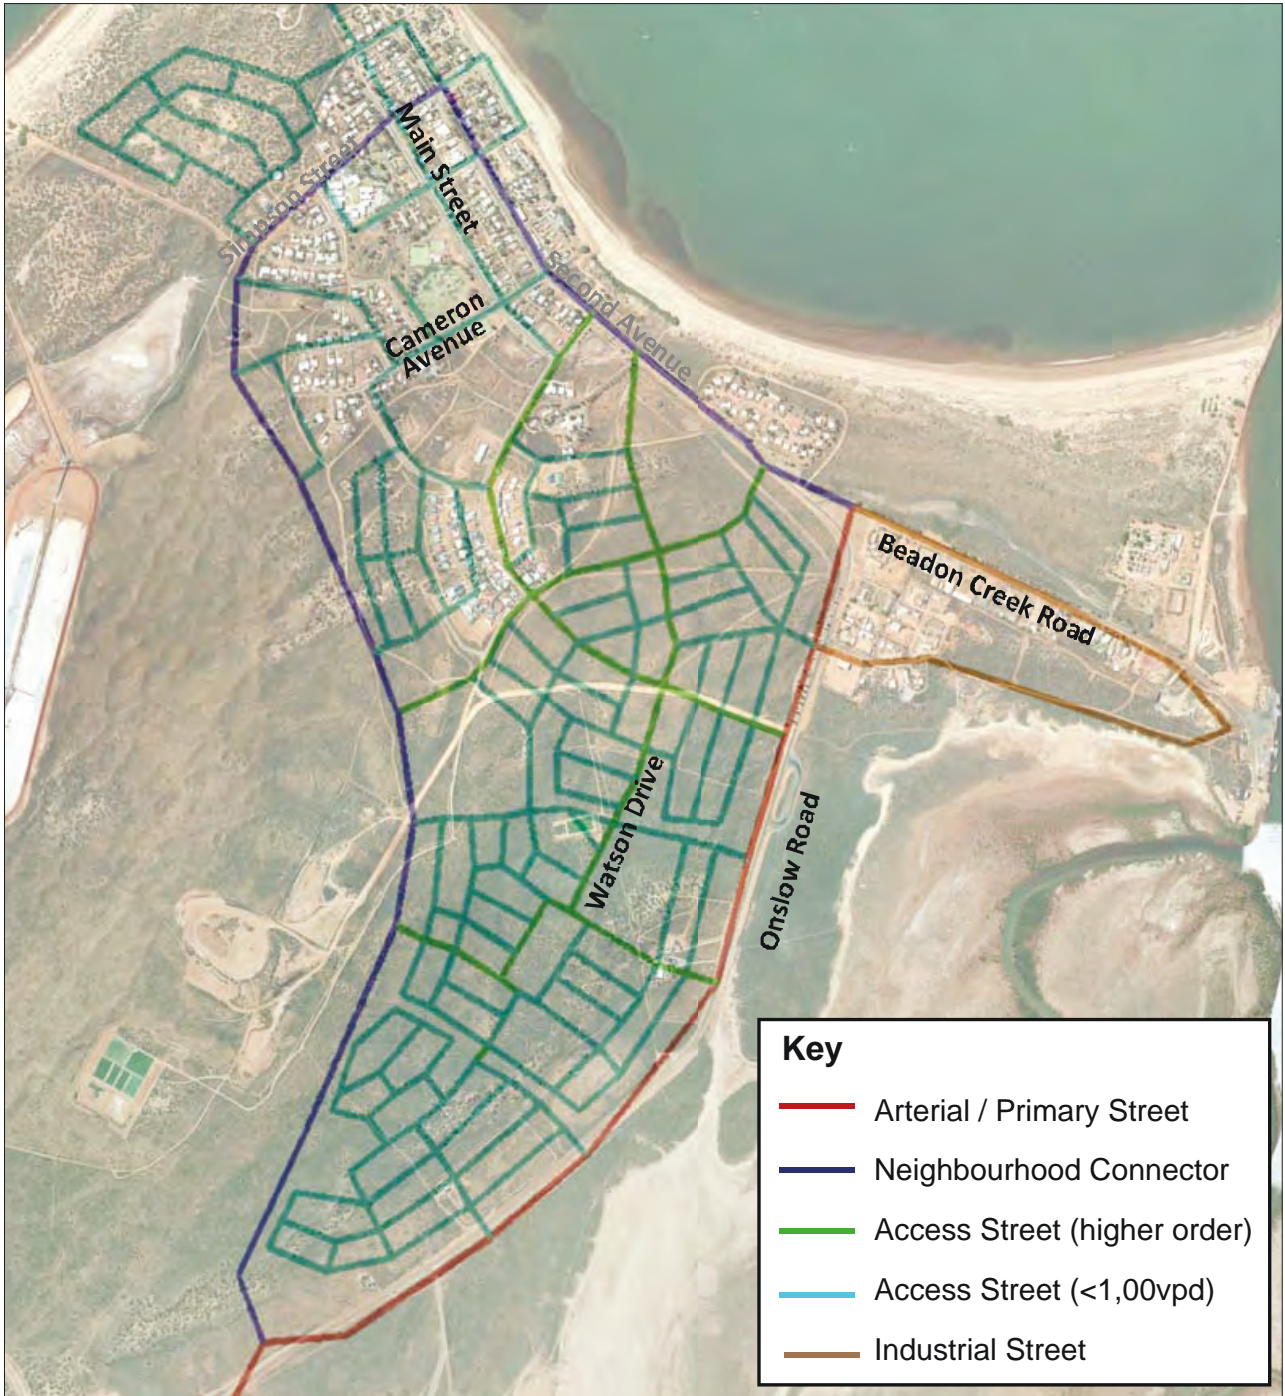 Main Street
Simpson Street
Second Avenue
Cameron
Avenue
Beadon Creek Road
Watson Drive
Onslow Road
Key
Arterial / Primary Street
Neighbourhood Connector
Access Street (higher order)
Access Street (<1,00vpd)
Industrial Street